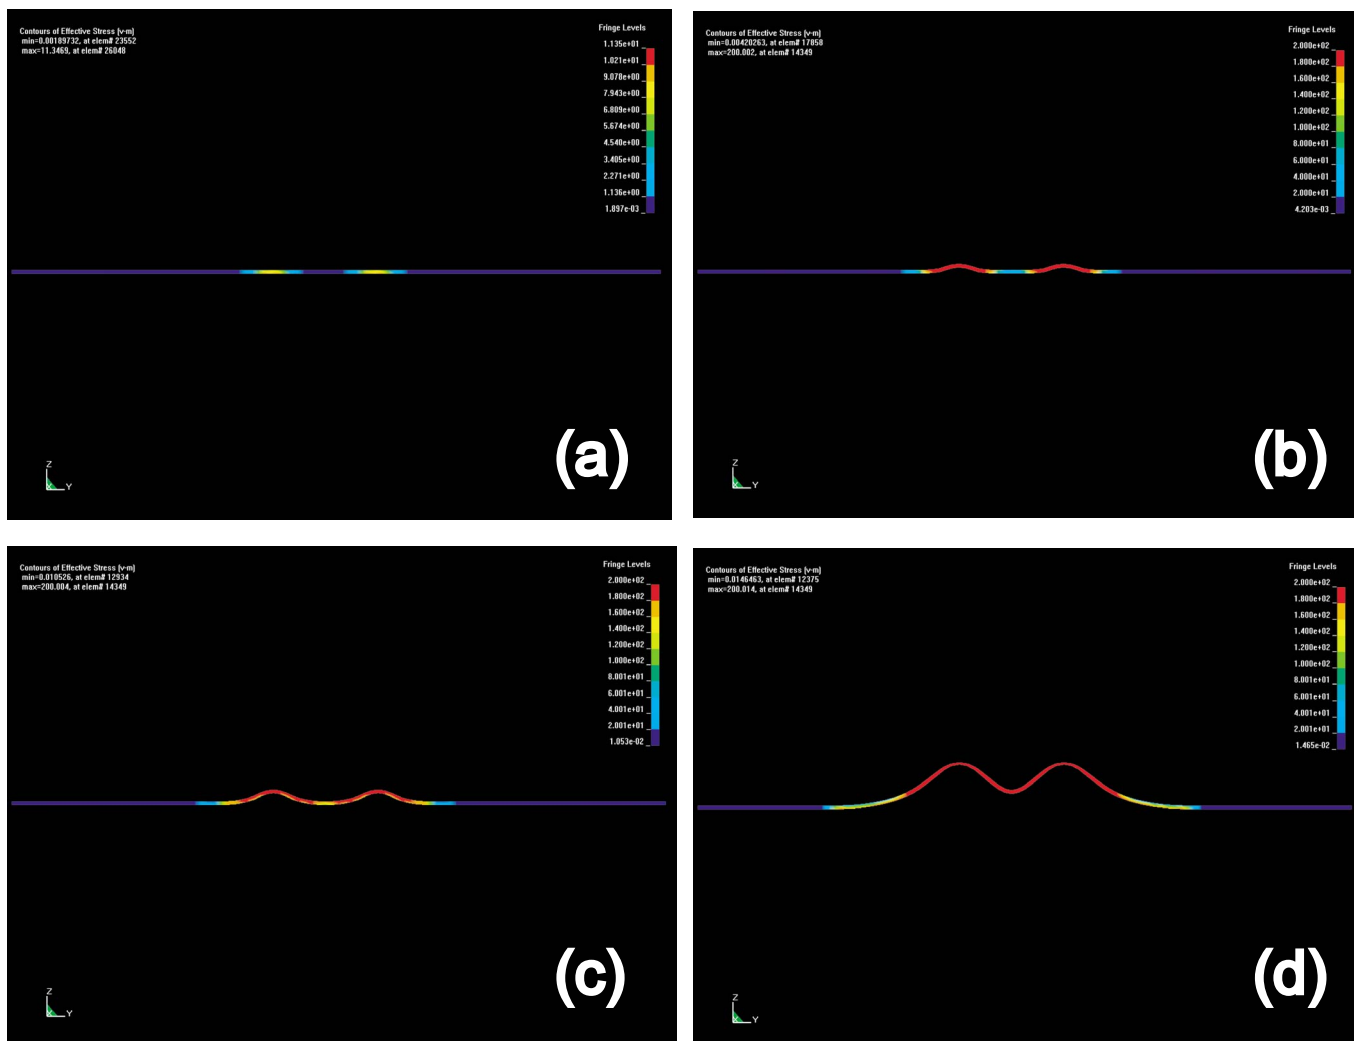 Contours of Effective Stress (v-m)
min=0.00189732, at elem# 23552
max=11.3469, at elem# 26048
Fringe Levels
1.135e+01
1.021e+01
9.078e+00
7.943e+00
6.809e+00
5.674e+00
4.540e+00
3.405e+00
2.271e+00
1.136e+00
1.897e-03
Z
X
Y
(a)
Contours of Effective Stress (v-m)
min=0.00420263, at elem# 17058
max=200.002, at elem# 14349
Fringe Levels
2.000e+02
1.800e+02
1.600e+02
1.400e+02
1.200e+02
1.000e+02
8.000e+01
6.000e+01
4.000e+01
2.000e+01
4.203e-03
Z
X
Y
(b)
Contours of Effective Stress (v-m)
min=0.010526, at elem# 12934
max=200.004, at elem# 14349
Fringe Levels
2.000e+02
1.800e+02
1.600e+02
1.400e+02
1.200e+02
1.000e+02
8.001e+01
6.001e+01
4.001e+01
2.001e+01
1.053e-02
Z
X
Y
(c)
Contours of Effective Stress (v-m)
min=0.0146463, at elem# 12375
max=200.014, at elem# 14349
Fringe Levels
2.000e+02
1.800e+02
1.600e+02
1.400e+02
1.200e+02
1.000e+02
8.001e+01
6.001e+01
4.001e+01
2.001e+01
1.465e-02
Z
X
Y
(d)